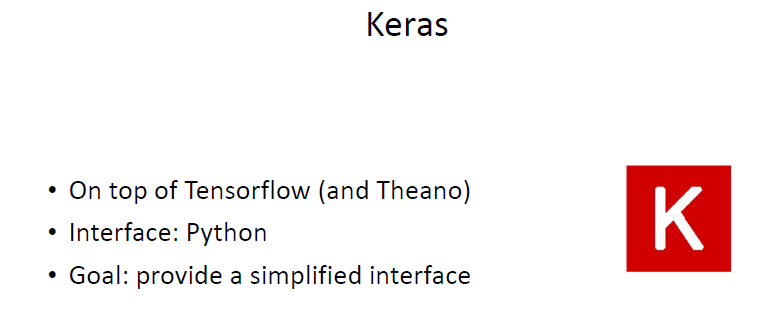 Keras
• On top of Tensorflow (and Theano)
• Interface: Python
• Goal: provide a simplified interface
K